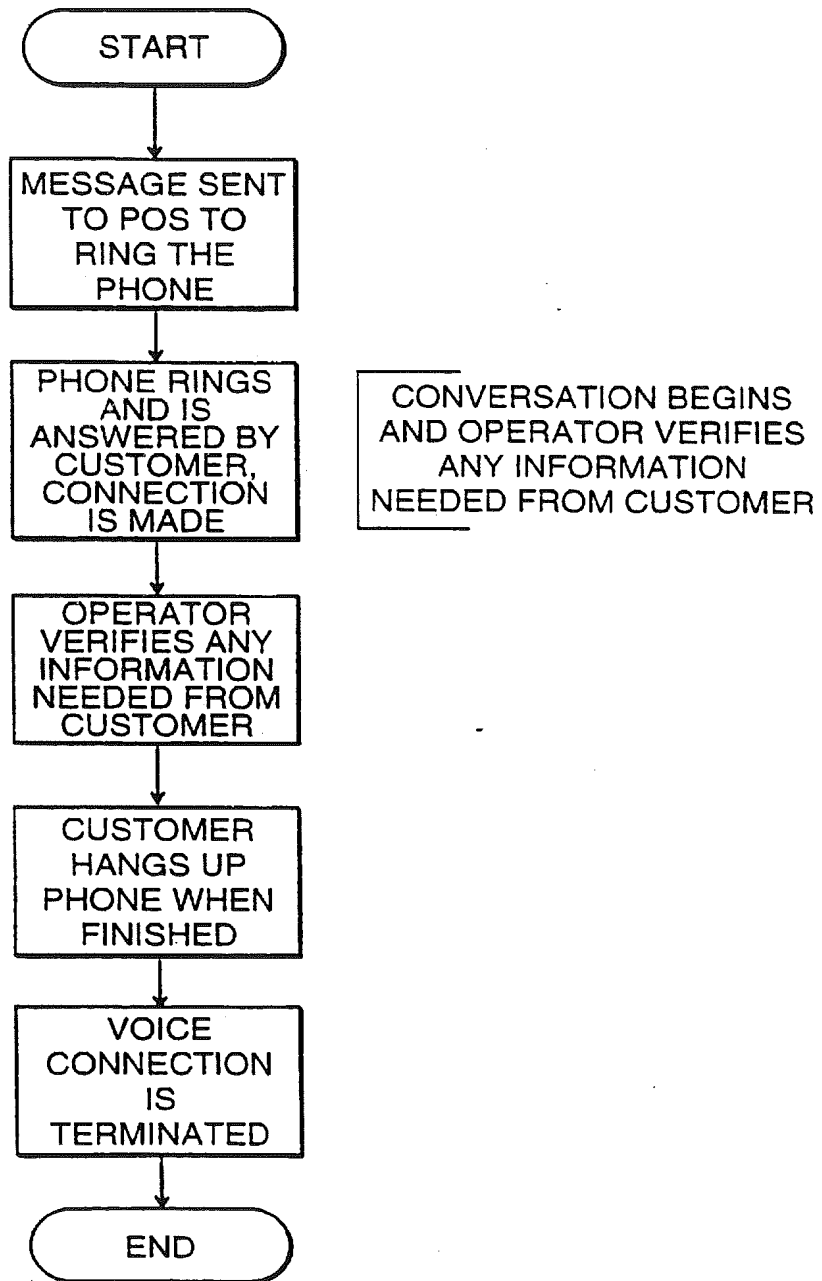 START
MESSAGE SENT
TO POS TO
RING THE
PHONE
PHONE RINGS
AND IS
ANSWERED BY
CUSTOMER,
CONNECTION
IS MADE
CONVERSATION BEGINS
AND OPERATOR VERIFIES
ANY INFORMATION
NEEDED FROM CUSTOMER
OPERATOR
VERIFIES ANY
INFORMATION
NEEDED FROM
CUSTOMER
CUSTOMER
HANGS UP
PHONE WHEN
FINISHED
VOICE
CONNECTION
IS
TERMINATED
END